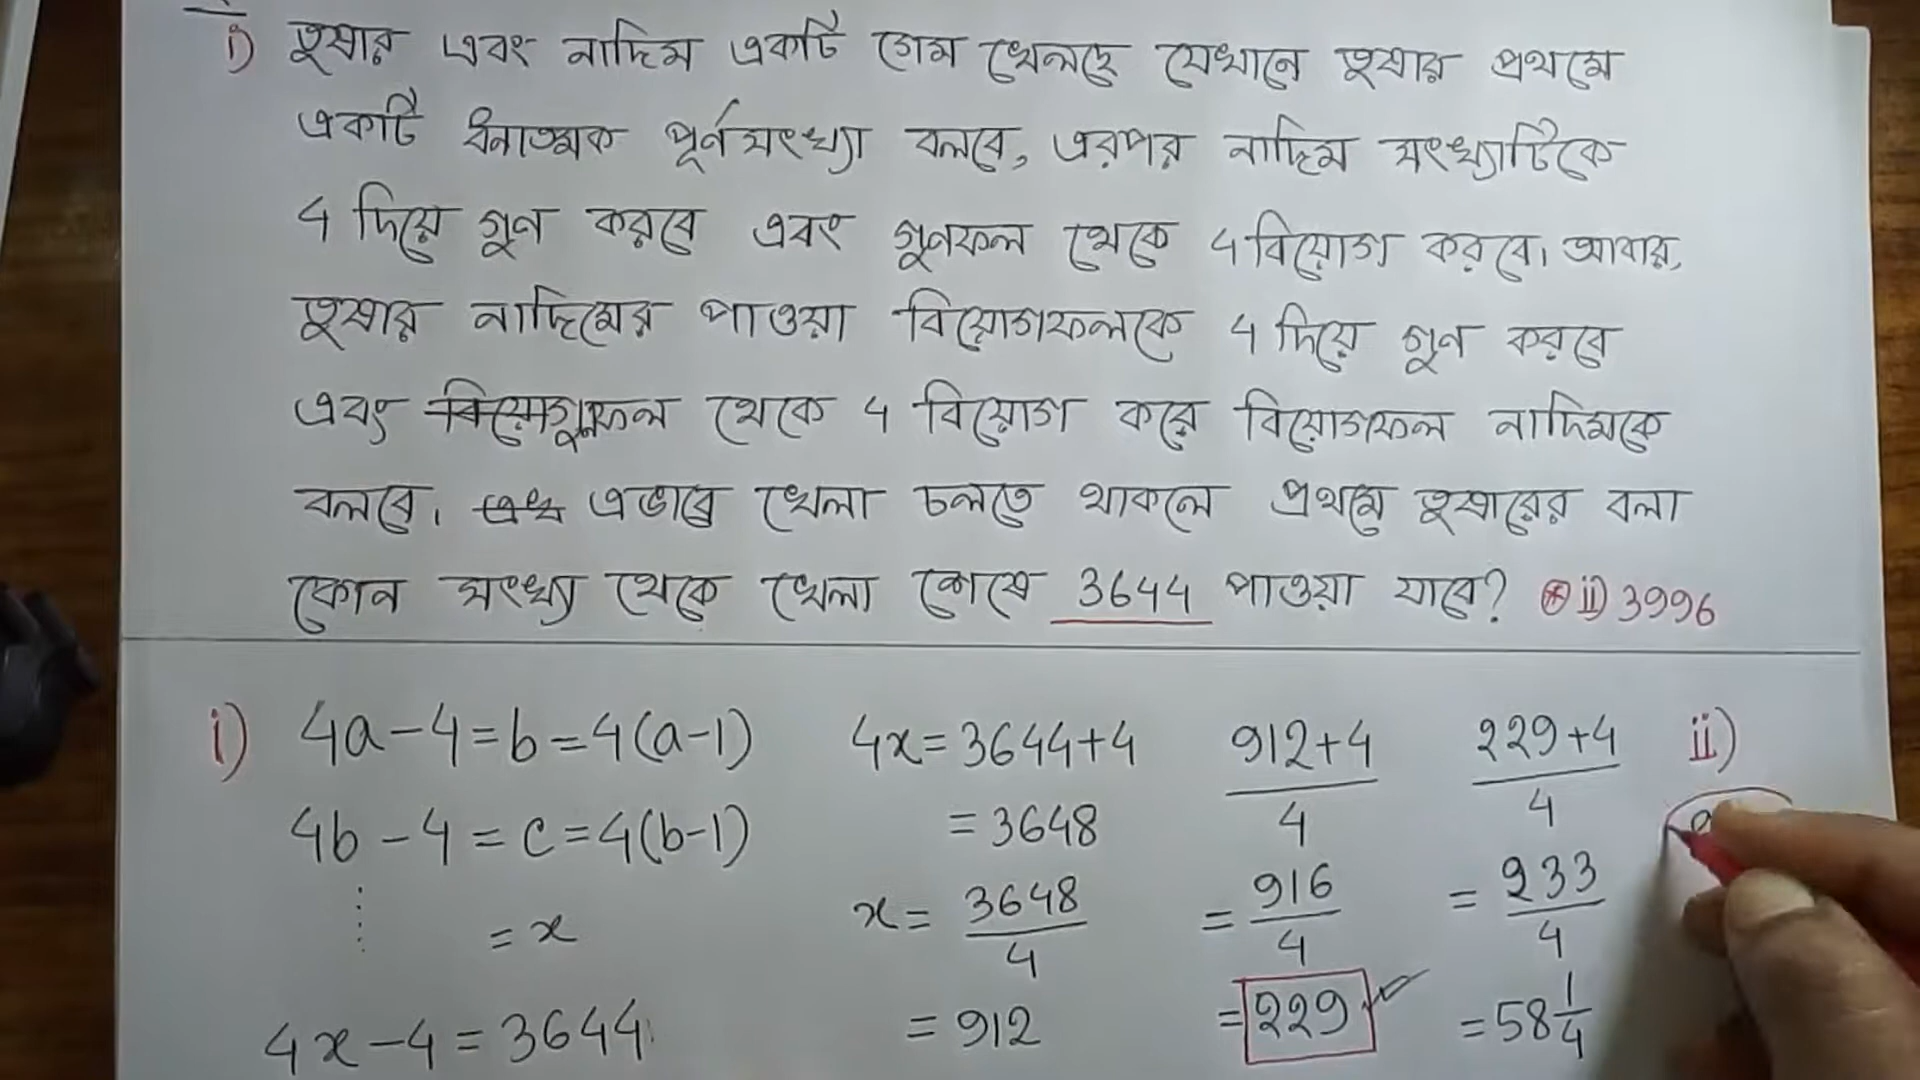 i) তুষার এবং নাদিম একটি গেম খেলছে যেখানে তুষার প্রথমে
একটি ধনাত্মক পূর্নসংখ্যা বলবে, এরপর নাদিম সংখ্যাটিকে
4 দিয়ে গুন করবে এবং গুনফল থেকে 4 বিয়োগ করবে। আবার,
তুষার নাদিমের পাওয়া বিয়োগফলকে 4 দিয়ে গুন করবে
এবং গুনফল থেকে 4 বিয়োগ করে বিয়োগফল নাদিমকে
বলবে। এভাবে খেলা চলতে থাকলে প্রথমে তুষারের বলা
কোন সংখ্যা থেকে খেলা শেষে 3644 পাওয়া যাবে? * ii) 3996
i) 4a-4=b=4(a-1)
4b-4=c=4(b-1)
= x
4x-4=3644
4x=3644+4
=3648
x= 3648/4
=912
912+4/4
= 916/4
=229
229+4/4
= 233/4
=58 1/4
ii)